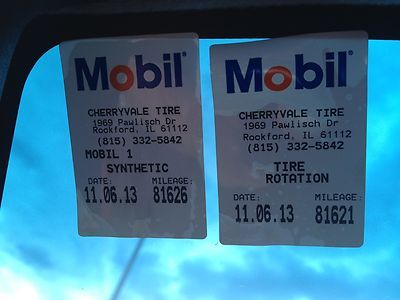 Mobil
CHERRYVALE TIRE
1969 Pawlisch Dr
Rockford, IL 61112
(815) 332-5842
MOBIL 1
SYNTHETIC
DATE: MILEAGE:
11.06.13 81626
Mobil
CHERRYVALE TIRE
1969 Pawlisch Dr
Rockford, IL 61112
(815) 332-5842
TIRE
ROTATION
DATE: MILEAGE:
11.06.13 81621